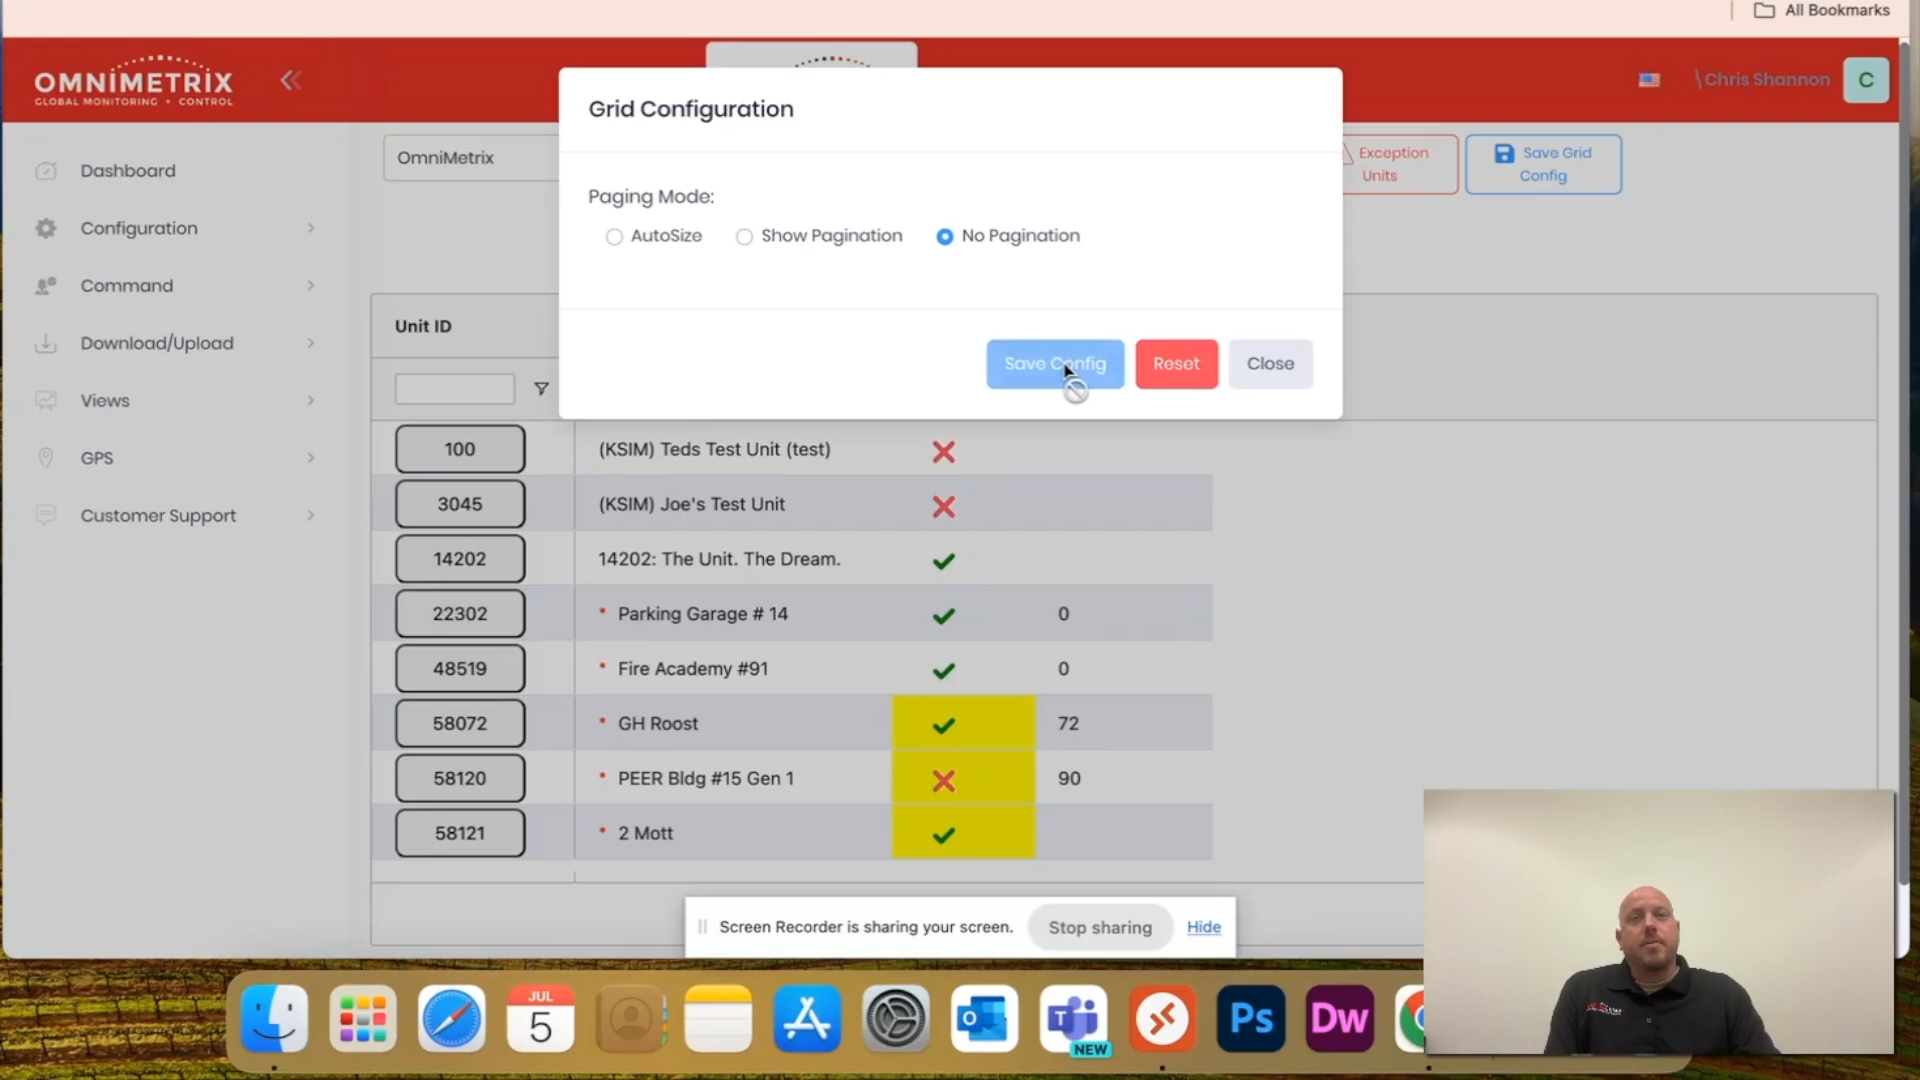 All Bookmarks
OMNIMETRIX
GLOBAL MONITORING • CONTROL
\Chris Shannon
C
Grid Configuration
Paging Mode:
AutoSize
Show Pagination
No Pagination
Save Config
Reset
Close
OmniMetrix
Exception
Units
Save Grid
Config
Dashboard
Configuration
Command
Download/Upload
Views
GPS
Customer Support
Unit ID
100 (KSIM) Teds Test Unit (test)
3045 (KSIM) Joe's Test Unit
14202 14202: The Unit. The Dream.
22302 * Parking Garage # 14 0
48519 * Fire Academy #91 0
58072 * GH Roost 72
58120 * PEER Bldg #15 Gen 1 90
58121 * 2 Mott
Screen Recorder is sharing your screen.
Stop sharing
Hide
JUL
5
NEW
Ps
Dw